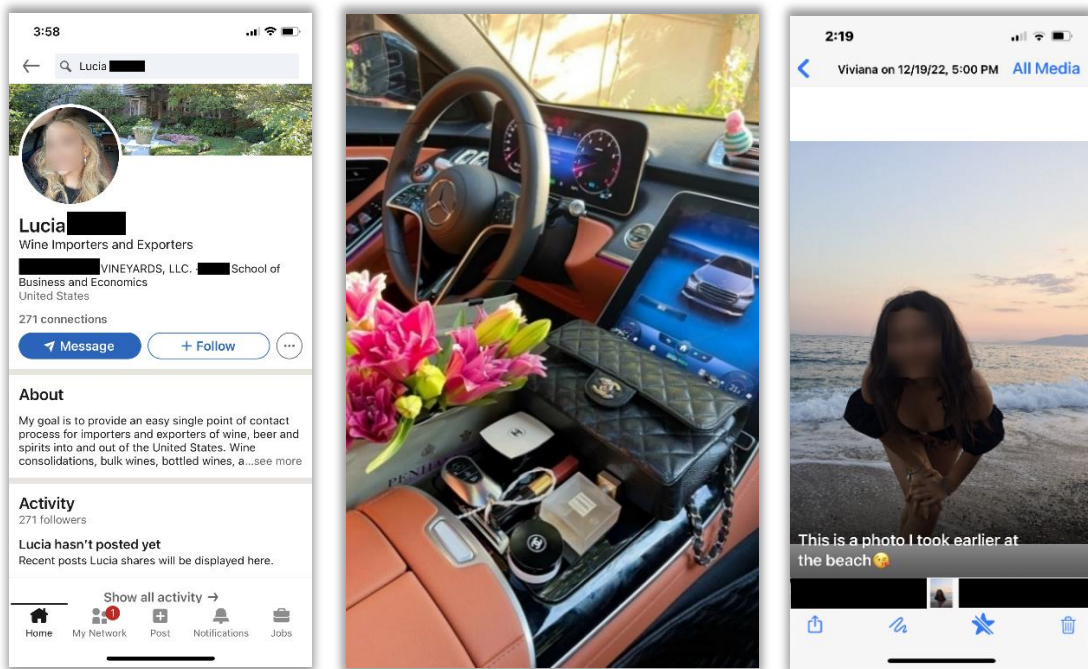 3:58
Lucia
Lucia
Wine Importers and Exporters
VINEYARDS, LLC. - School of
Business and Economics
United States
271 connections
Message
+ Follow
About
My goal is to provide an easy single point of contact
process for importers and exporters of wine, beer and
spirits into and out of the United States. Wine
consolidations, bulk wines, bottled wines, a...see more
Activity
271 followers
Lucia hasn't posted yet
Recent posts Lucia shares will be displayed here.
Show all activity →
1
Home
My Network
Post
Notifications
Jobs
2:19
Viviana on 12/19/22, 5:00 PM
All Media
This is a photo I took earlier at
the beach😘